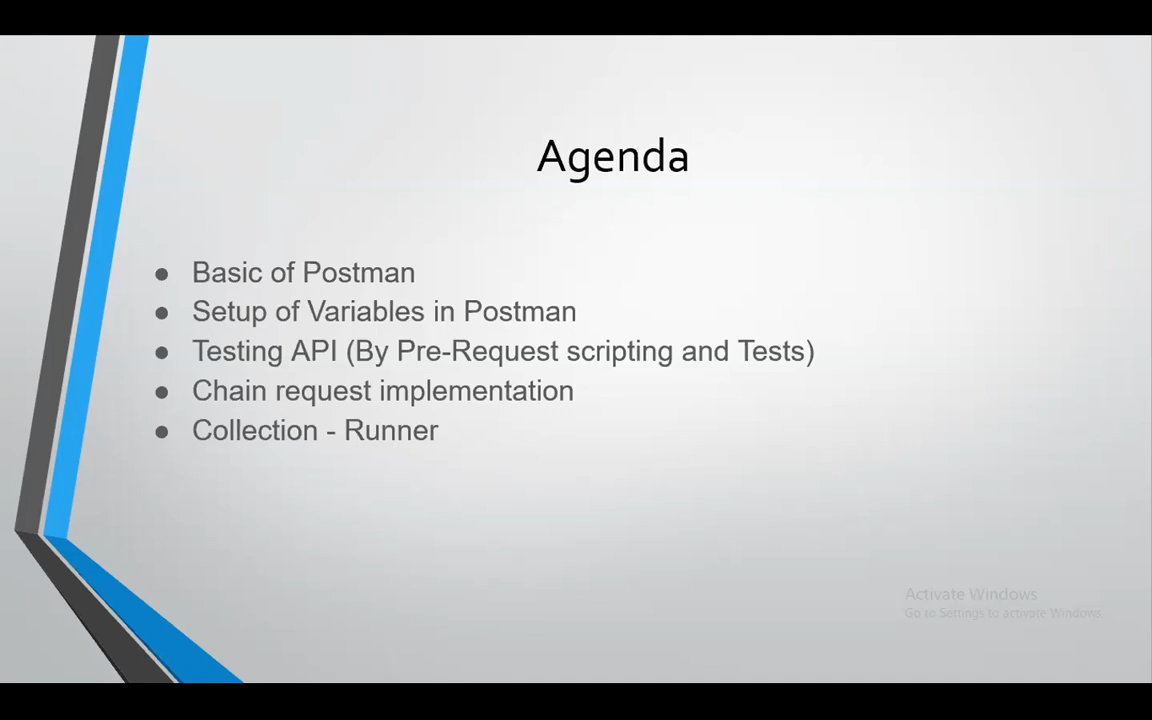 Agenda
● Basic of Postman
● Setup of Variables in Postman
● Testing API (By Pre-Request scripting and Tests)
● Chain request implementation
● Collection - Runner
Activate Windows
Go to Settings to activate Windows.